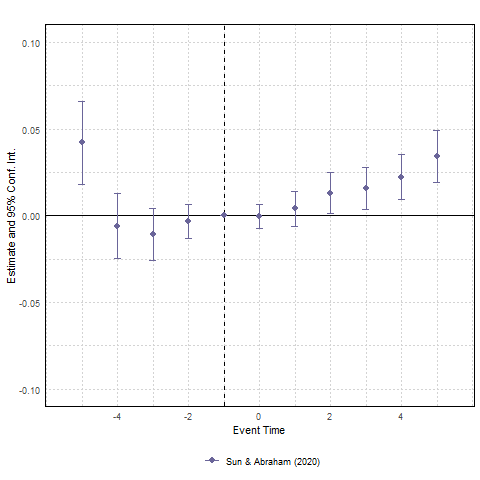 0.10
0.05
0.00
-0.05
-0.10
Estimate and 95% Conf. Int.
-4 -2 0 2 4
Event Time
Sun & Abraham (2020)